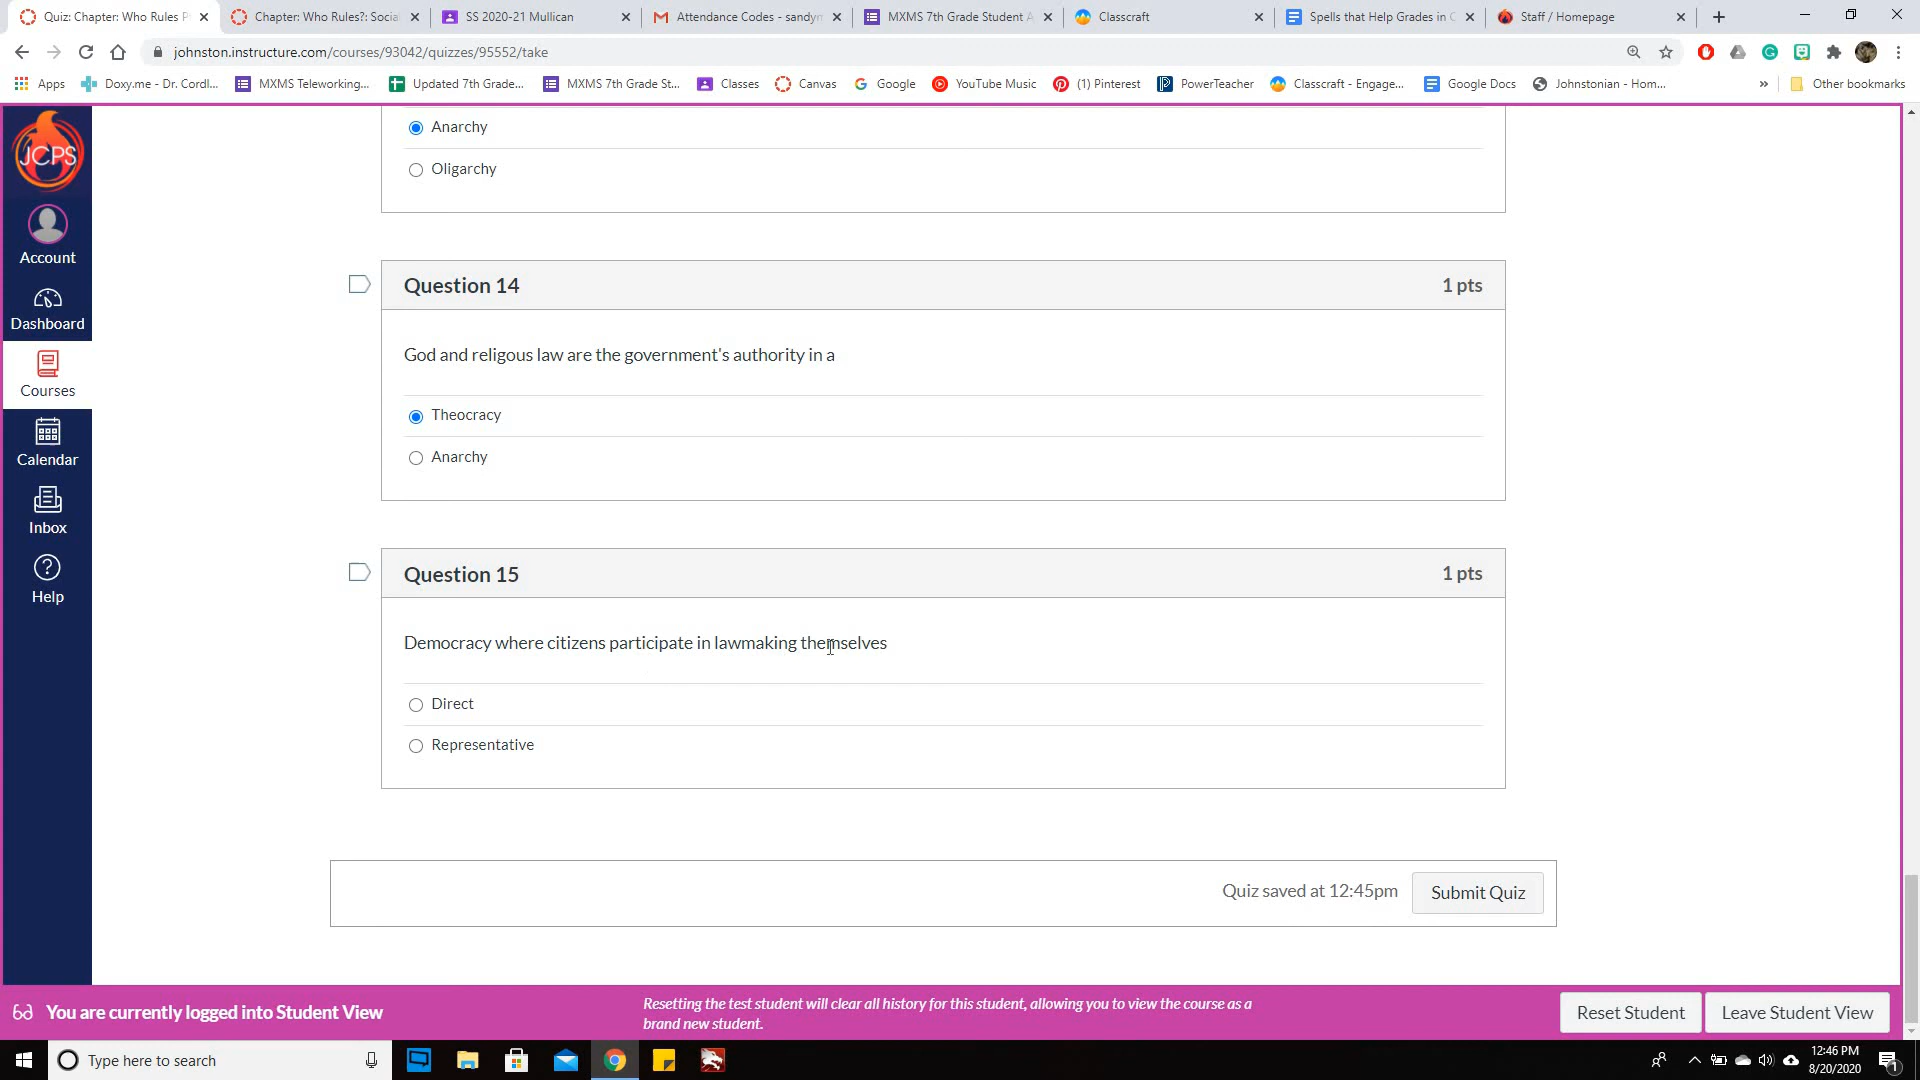 Quiz: Chapter: Who Rules P
Chapter: Who Rules?: Social
SS 2020-21 Mullican
Attendance Codes - sandyn
MXMS 7th Grade Student A
Classcraft
Spells that Help Grades in C
Staff / Homepage
johnston.instructure.com/courses/93042/quizzes/95552/take
Apps
Doxy.me - Dr. Cordl...
MXMS Teleworking...
Updated 7th Grade...
MXMS 7th Grade St...
Classes
Canvas
Google
YouTube Music
(1) Pinterest
PowerTeacher
Classcraft - Engage...
Google Docs
Johnstonian - Hom...
»
Other bookmarks
JCPS
Account
Dashboard
Courses
Calendar
Inbox
Help
Anarchy
Oligarchy
Question 14
1 pts
God and religous law are the government's authority in a
Theocracy
Anarchy
Question 15
1 pts
Democracy where citizens participate in lawmaking themselves
Direct
Representative
Quiz saved at 12:45pm
Submit Quiz
You are currently logged into Student View
Resetting the test student will clear all history for this student, allowing you to view the course as a
brand new student.
Reset Student
Leave Student View
Type here to search
12:46 PM
8/20/2020
1